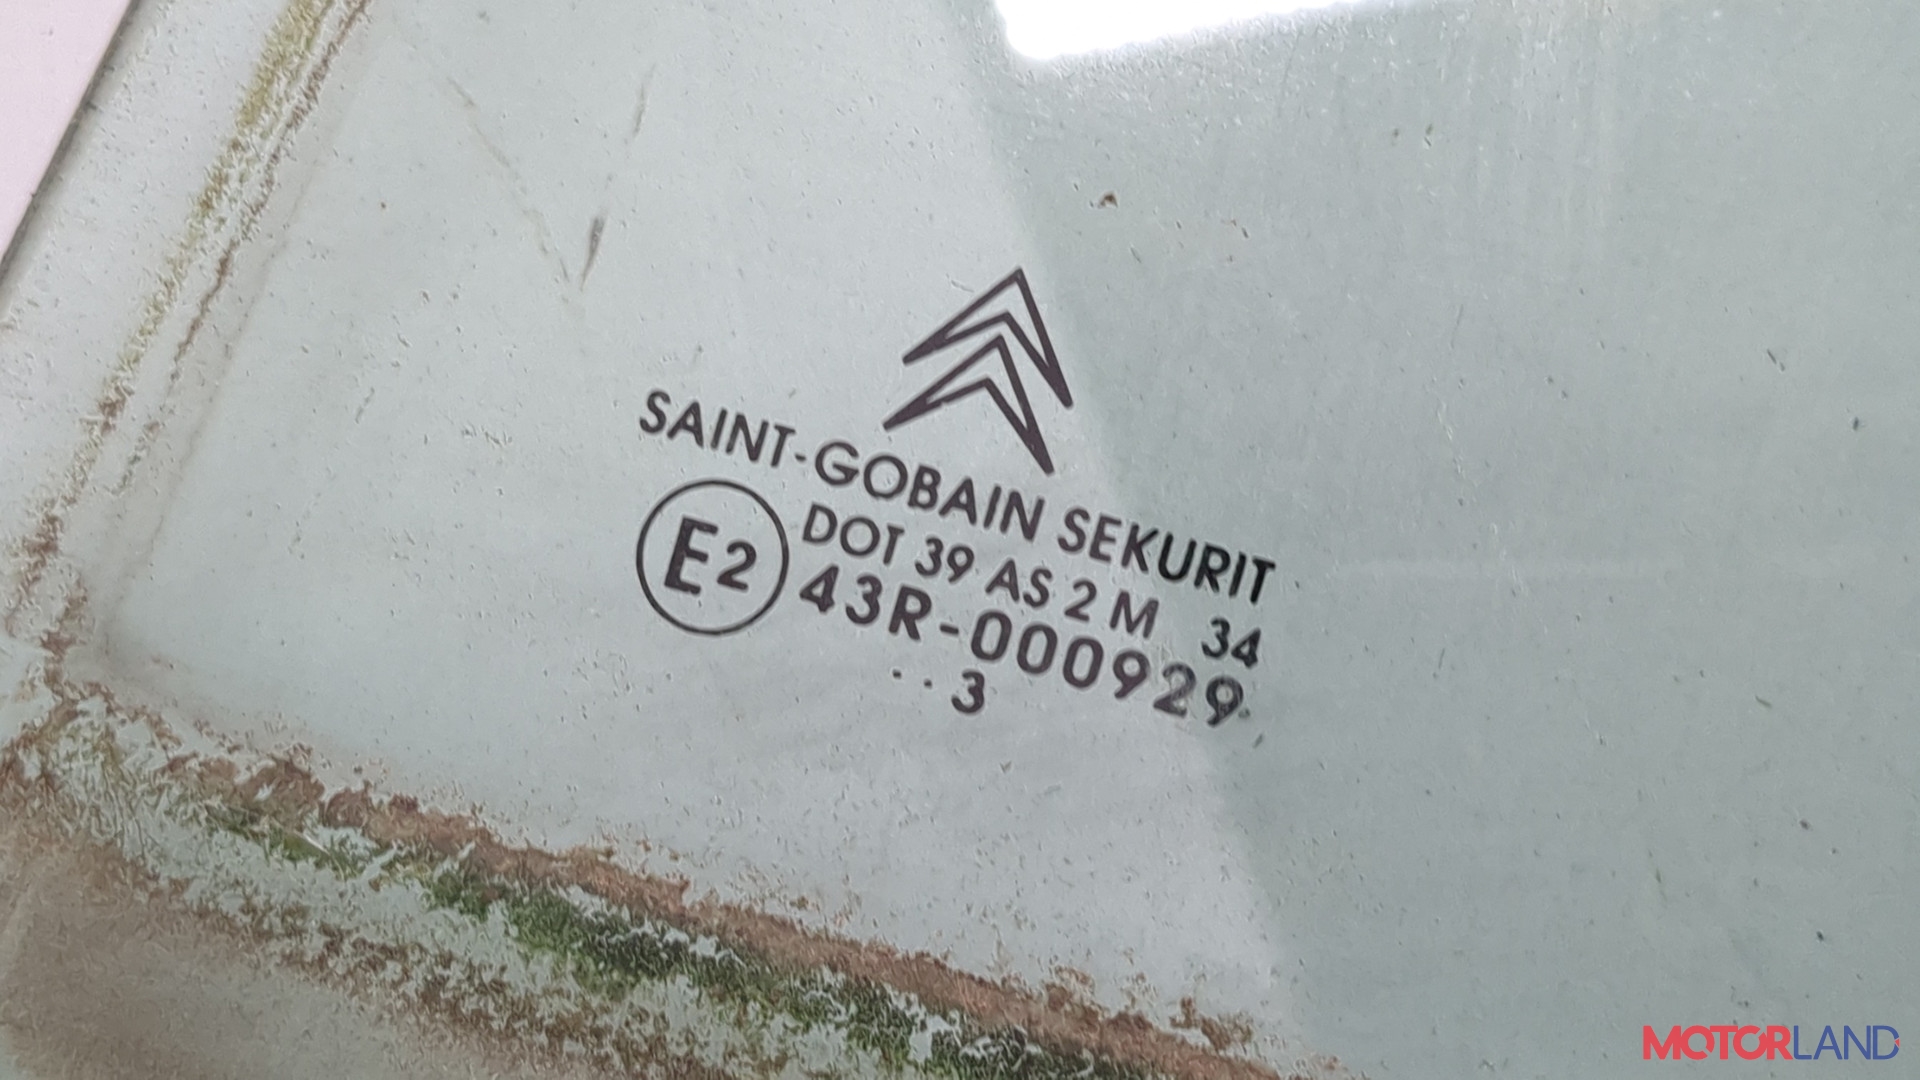 SAINT-GOBAIN SEKURIT
E2
DOT 39 AS 2 M 34
43R-000929
.. 3
MOTORLAND